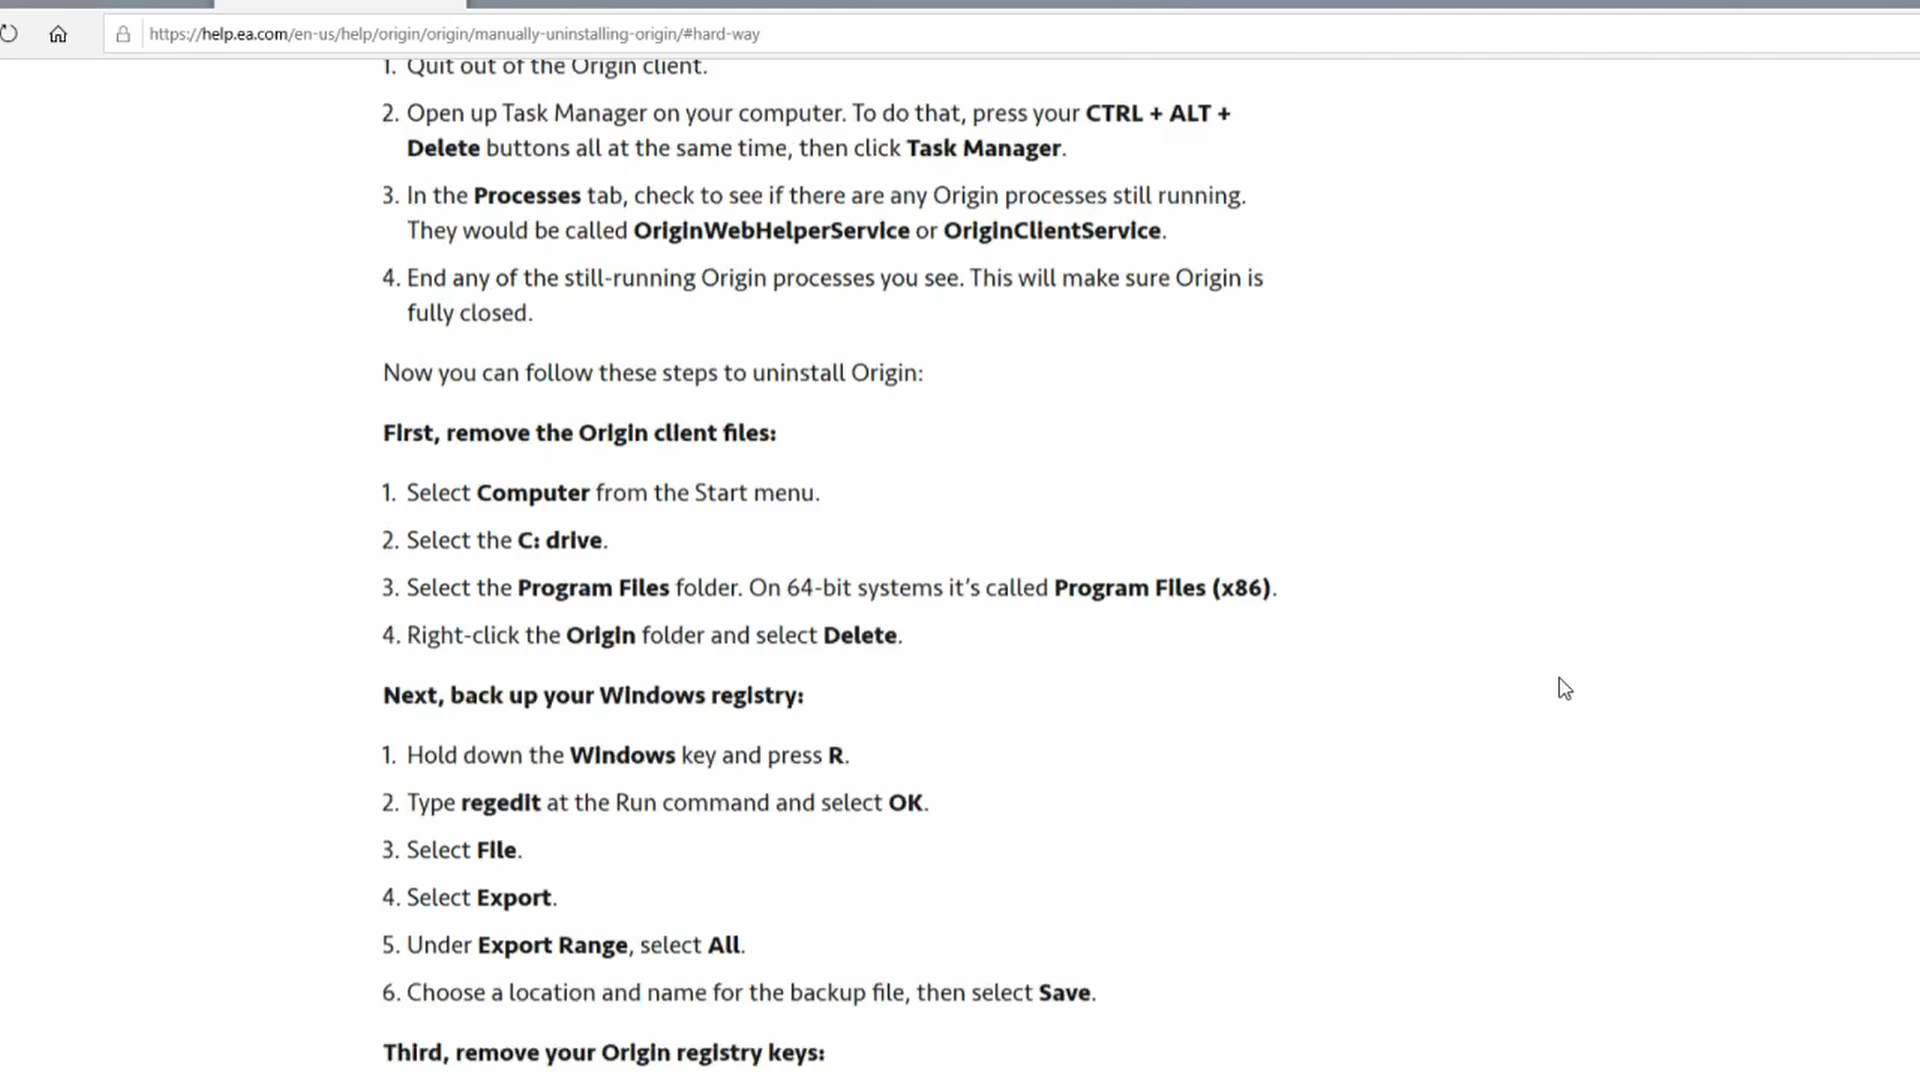 https://help.ea.com/en-us/help/origin/origin/manually-uninstalling-origin/#hard-way
1. Quit out of the Origin client.
2. Open up Task Manager on your computer. To do that, press your CTRL + ALT +
Delete buttons all at the same time, then click Task Manager.
3. In the Processes tab, check to see if there are any Origin processes still running.
They would be called OriginWebHelperService or OriginClientService.
4. End any of the still-running Origin processes you see. This will make sure Origin is
fully closed.
Now you can follow these steps to uninstall Origin:
First, remove the Origin client files:
1. Select Computer from the Start menu.
2. Select the C: drive.
3. Select the Program Files folder. On 64-bit systems it’s called Program Files (x86).
4. Right-click the Origin folder and select Delete.
Next, back up your Windows registry:
1. Hold down the Windows key and press R.
2. Type regedit at the Run command and select OK.
3. Select File.
4. Select Export.
5. Under Export Range, select All.
6. Choose a location and name for the backup file, then select Save.
Third, remove your Origin registry keys: